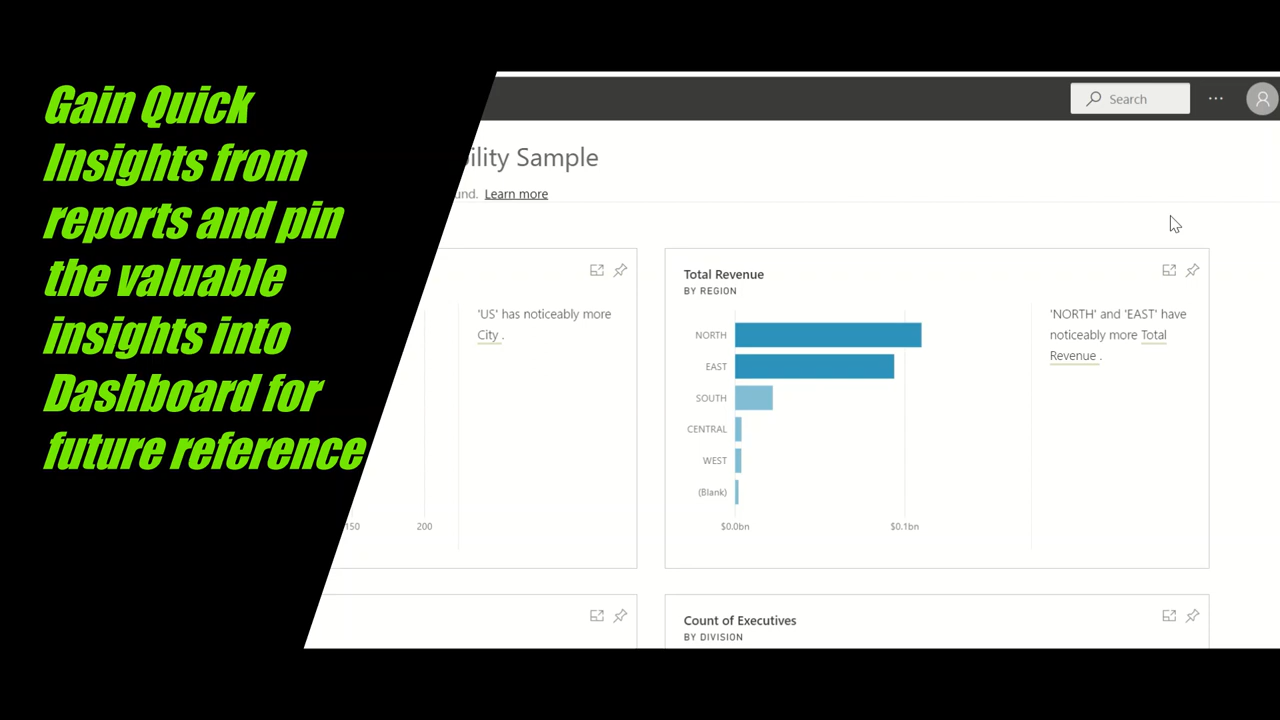 Gain Quick
Insights from
reports and pin
the valuable
insights into
Dashboard for
future reference
Search
Sample
Learn more
'US' has noticeably more
City .
150
200
Total Revenue
BY REGION
NORTH
EAST
SOUTH
CENTRAL
WEST
(Blank)
$0.0bn
$0.1bn
'NORTH' and 'EAST' have
noticeably more Total
Revenue .
Count of Executives
BY DIVISION